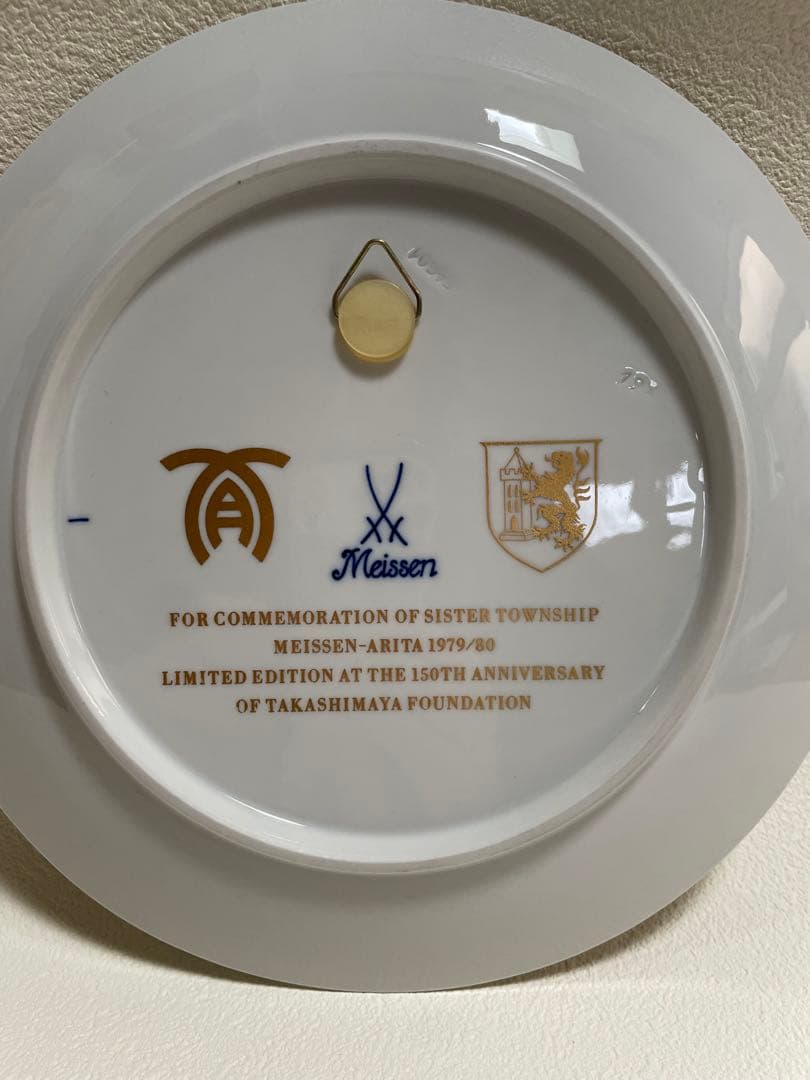 A
Meissen
FOR COMMEMORATION OF SISTER TOWNSHIP
MEISSEN-ARITA 1979/80
LIMITED EDITION AT THE 150TH ANNIVERSARY
OF TAKASHIMAYA FOUNDATION